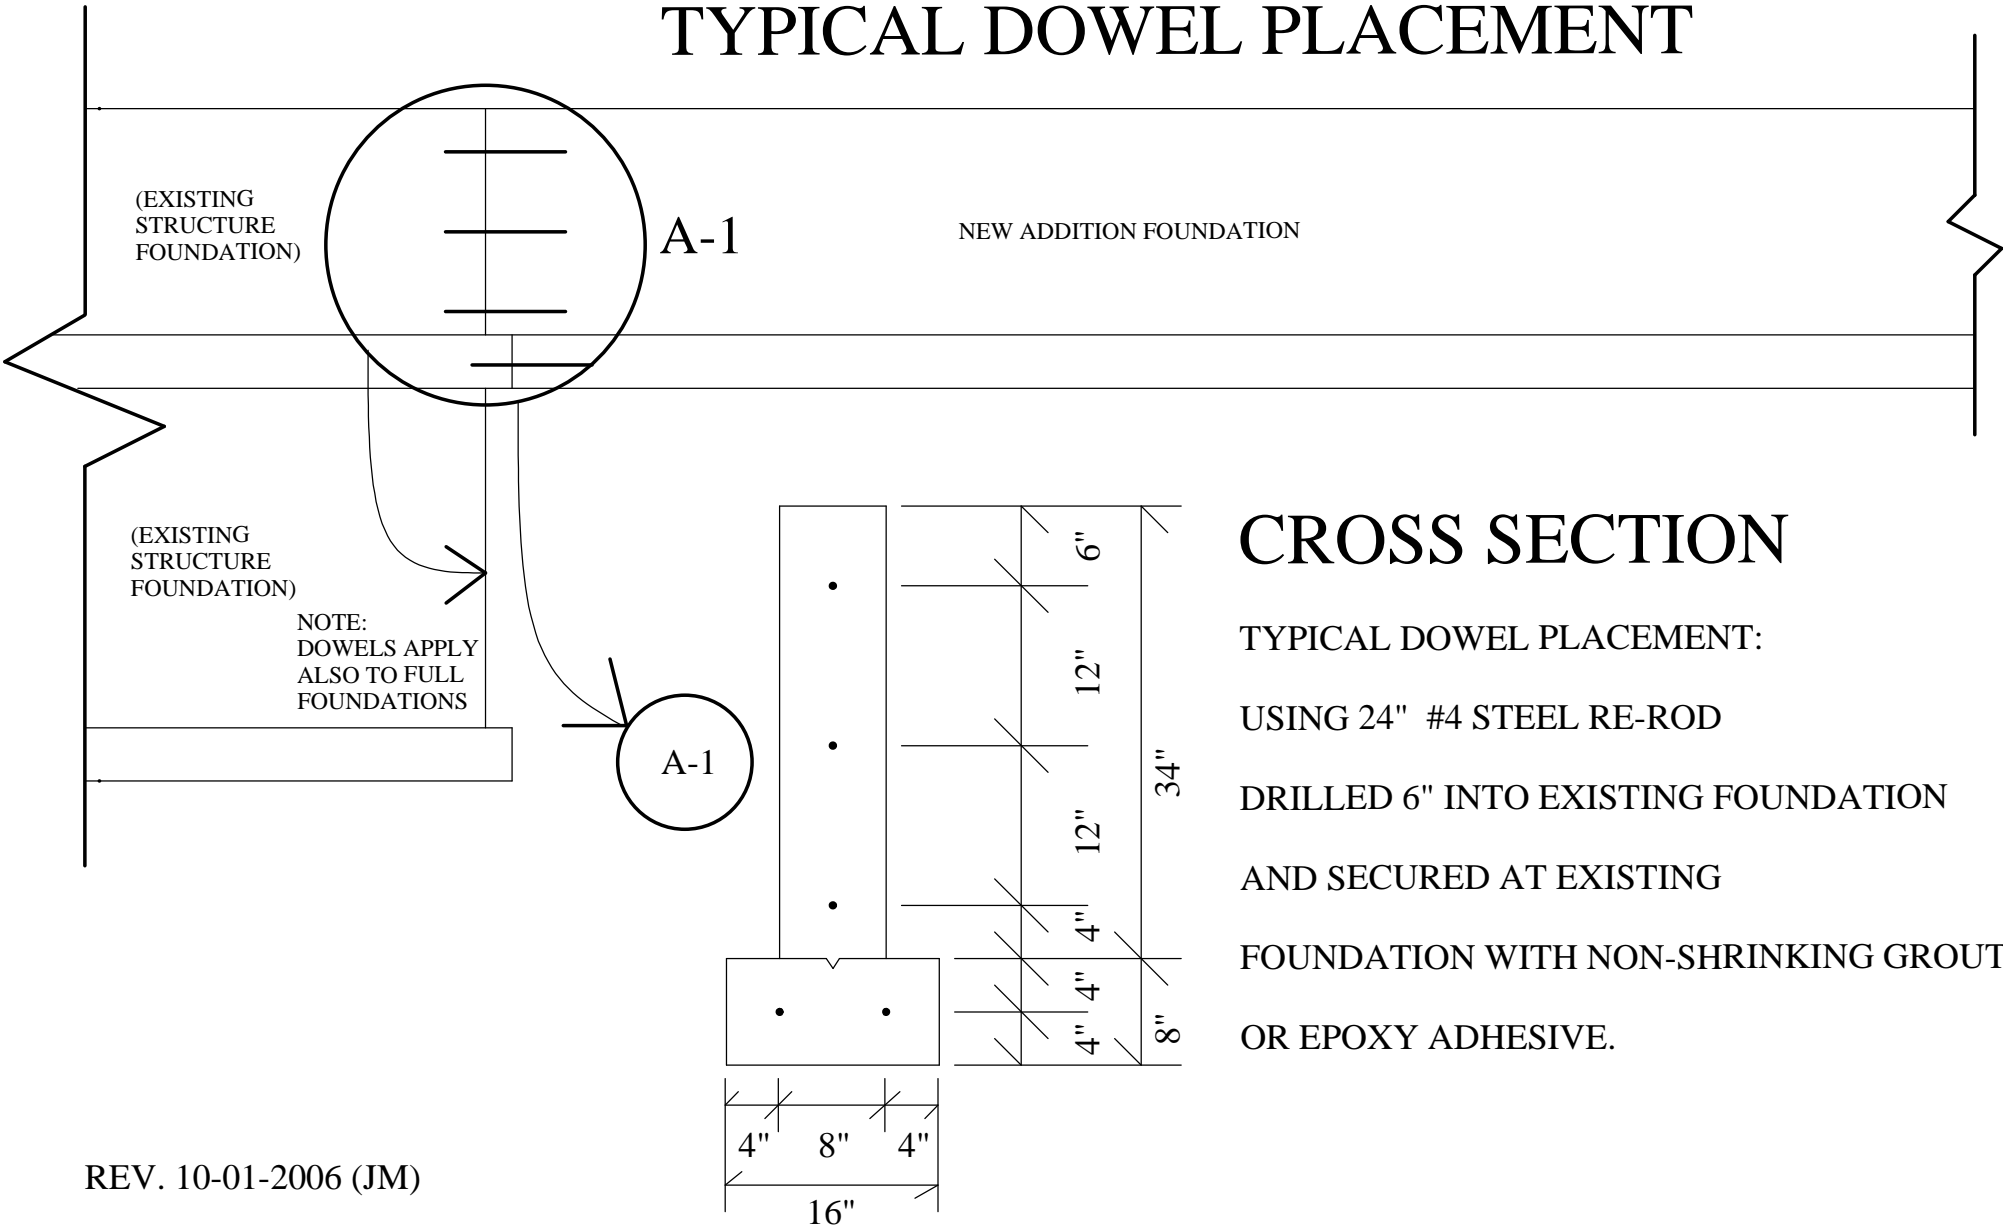 TYPICAL DOWEL PLACEMENT
(EXISTING
STRUCTURE
FOUNDATION)
A-1
NEW ADDITION FOUNDATION
(EXISTING
STRUCTURE
FOUNDATION)
NOTE:
DOWELS APPLY
ALSO TO FULL
FOUNDATIONS
A-1
6"
12"
12"
4"
4"
4"
34"
8"
4" 8" 4"
16"
CROSS SECTION
TYPICAL DOWEL PLACEMENT:
USING 24" #4 STEEL RE-ROD
DRILLED 6" INTO EXISTING FOUNDATION
AND SECURED AT EXISTING
FOUNDATION WITH NON-SHRINKING GROUT
OR EPOXY ADHESIVE.
REV. 10-01-2006 (JM)